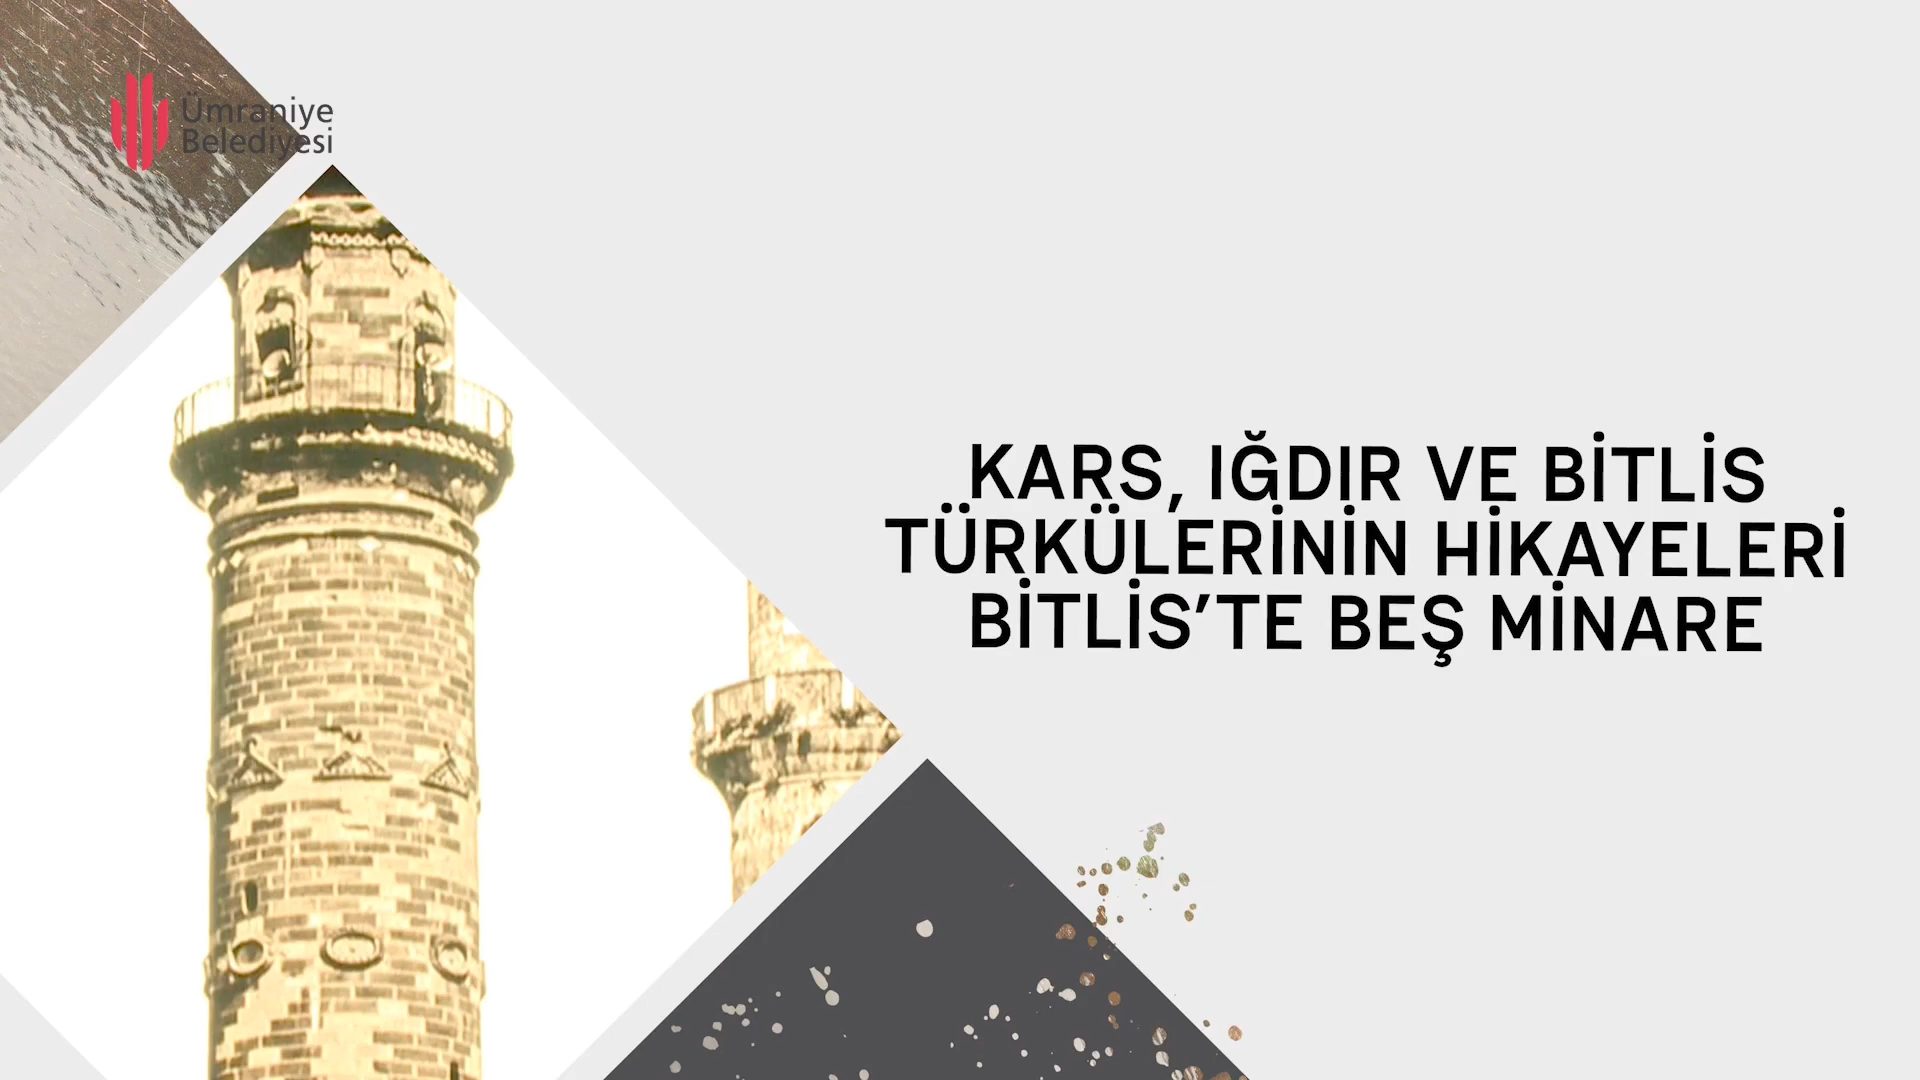 Ümraniye
Belediyesi
KARS, IĞDIR VE BİTLİS
TÜRKÜLERİNİN HİKAYELERİ
BİTLİS’TE BEŞ MİNARE